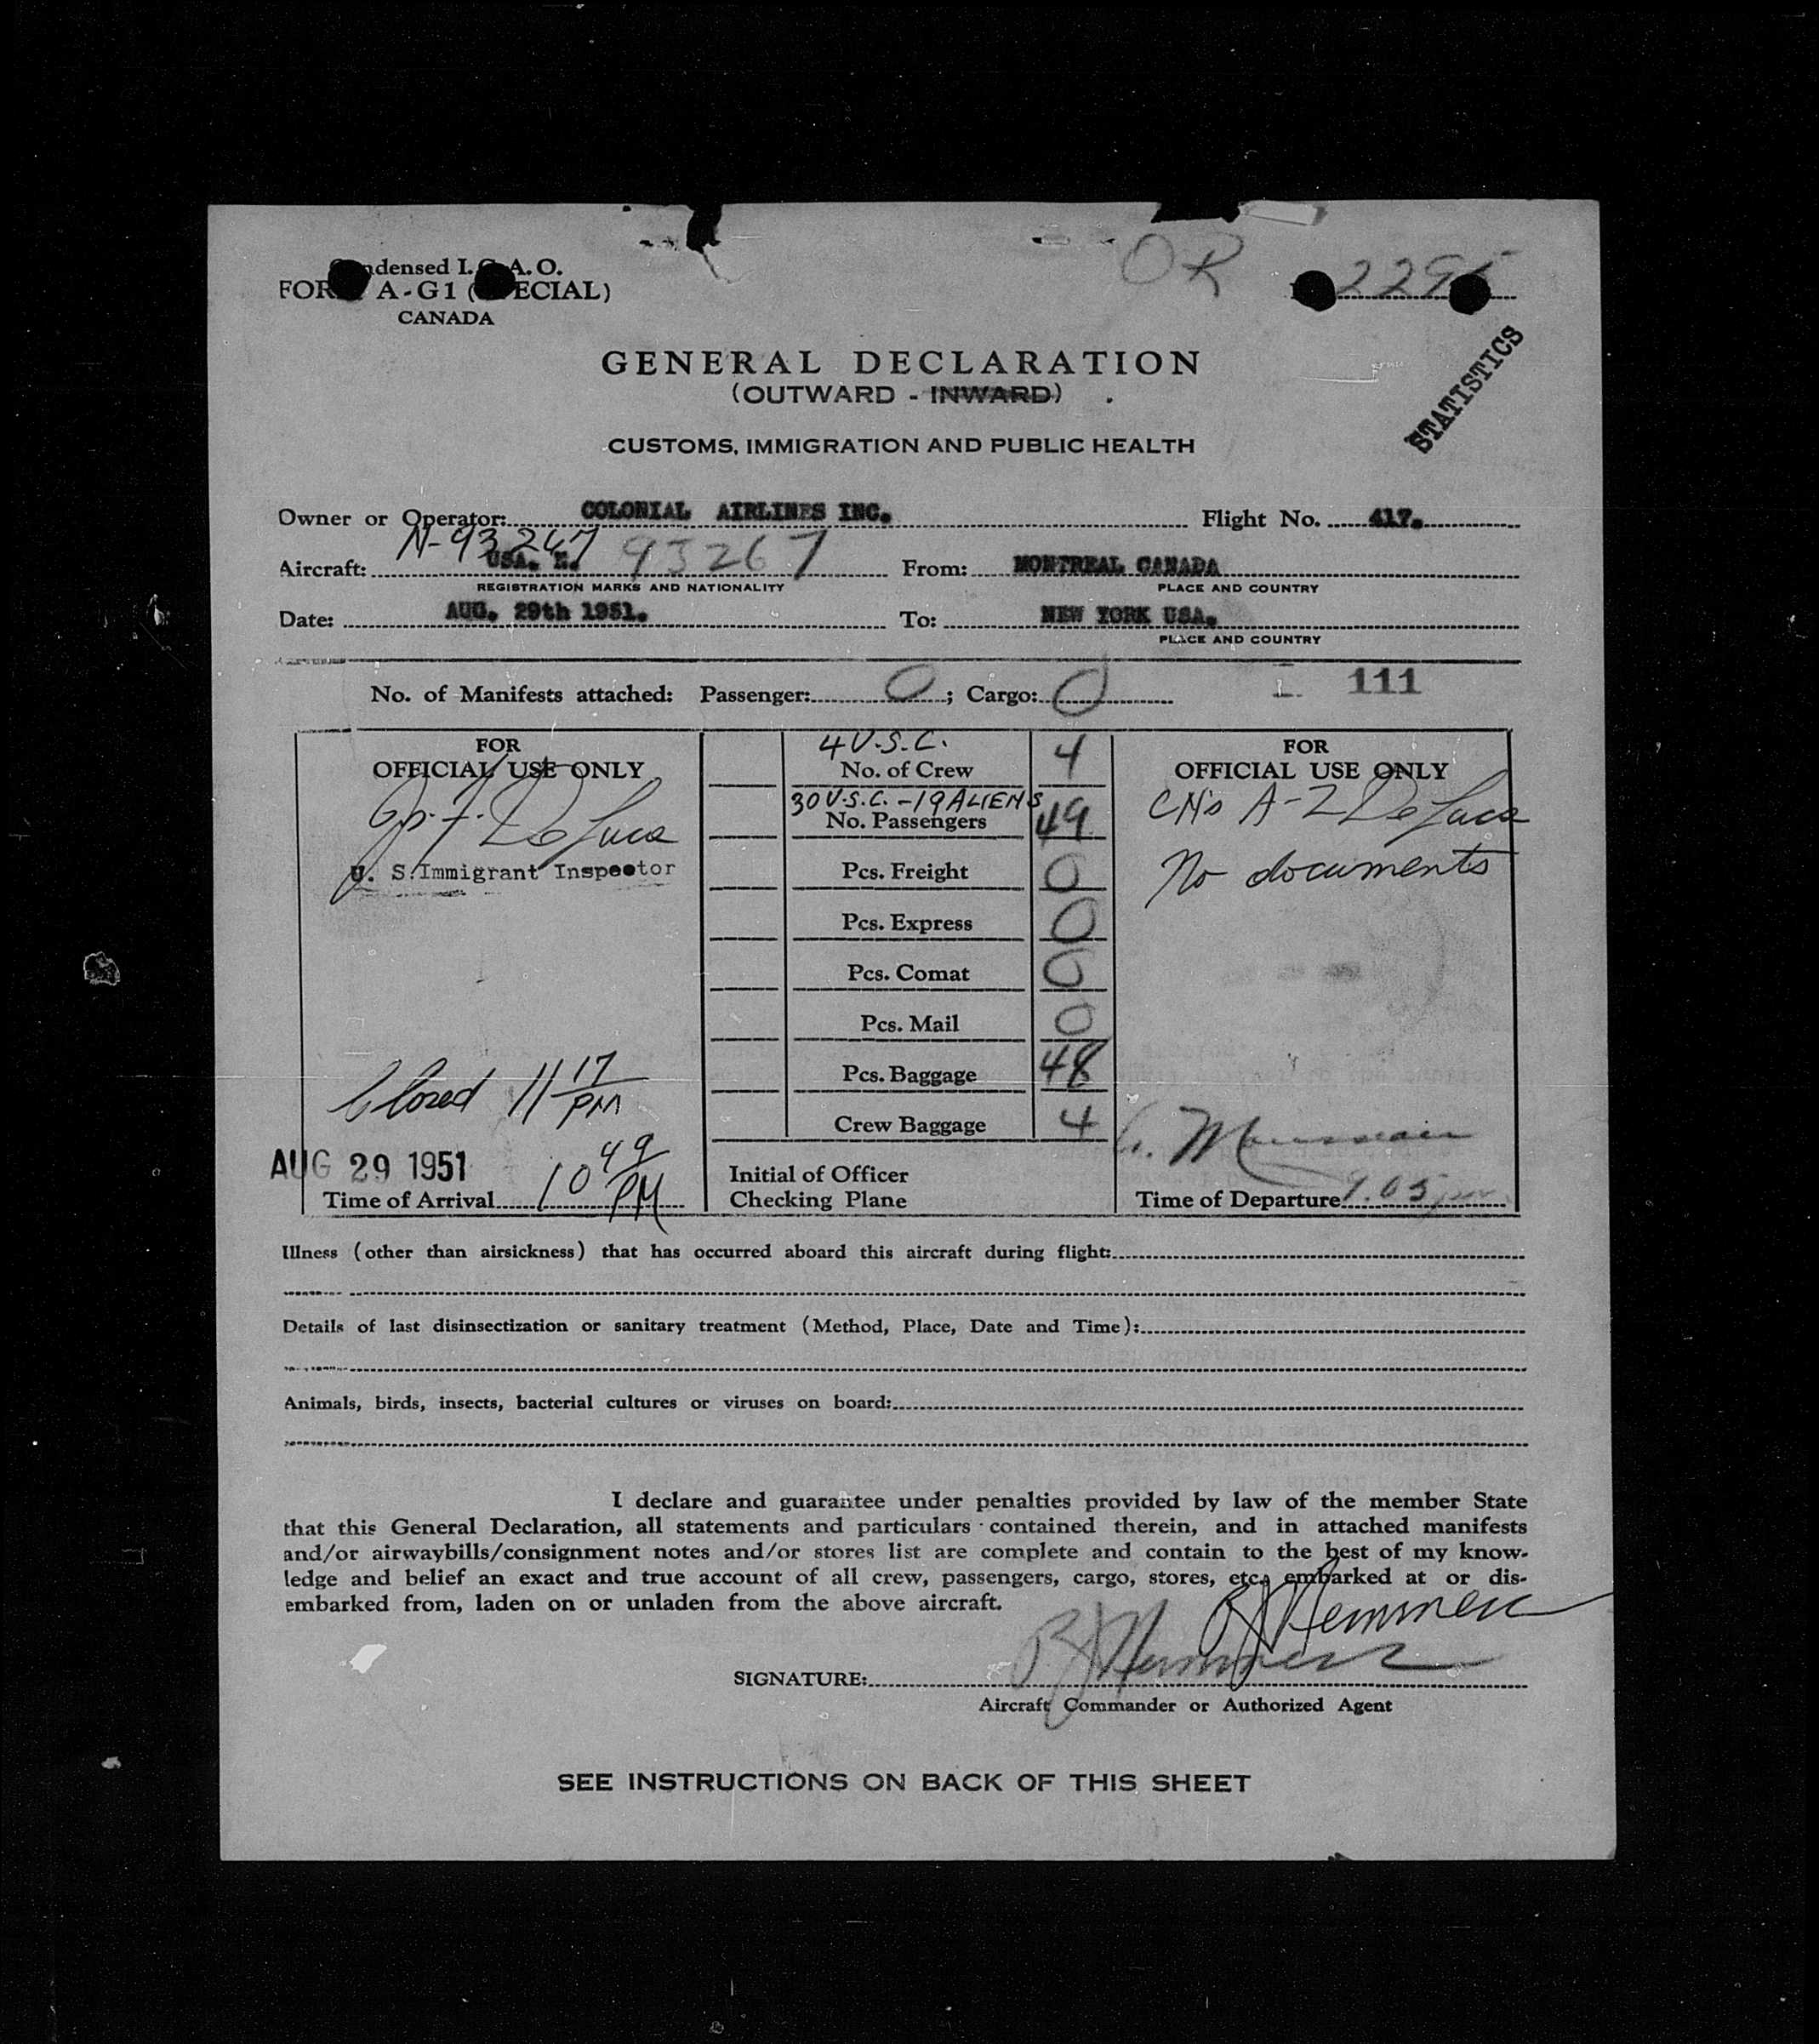 Condensed I.C.A.O.
FORM A-G1 (SPECIAL)
CANADA
OR
2295
STATISTICS
GENERAL DECLARATION
(OUTWARD - INWARD)
CUSTOMS, IMMIGRATION AND PUBLIC HEALTH
Owner or Operator: COLONIAL AIRLINES INC. Flight No. 417.
N-93267
Aircraft: USA. N. 93267 From: MONTREAL CANADA
REGISTRATION MARKS AND NATIONALITY PLACE AND COUNTRY
Date: AUG. 29th 1951. To: NEW YORK USA.
PLACE AND COUNTRY
No. of Manifests attached: Passenger: 0; Cargo: 0 111
FOR
OFFICIAL USE ONLY
De Luca
U. S. Immigrant Inspector
Closed 11 17 PM
AUG 29 1951
Time of Arrival 10 49 PM
4 U.S.C.
No. of Crew 4
30 U.S.C. - 19 ALIENS
No. Passengers 49
Pcs. Freight 0
Pcs. Express 0
Pcs. Comat 0
Pcs. Mail 0
Pcs. Baggage 48
Crew Baggage 4
Initial of Officer
Checking Plane
FOR
OFFICIAL USE ONLY
CN's A-2 De Luca
No documents
Time of Departure 9.05
Illness (other than airsickness) that has occurred aboard this aircraft during flight:
Details of last disinsectization or sanitary treatment (Method, Place, Date and Time):
Animals, birds, insects, bacterial cultures or viruses on board:
I declare and guarantee under penalties provided by law of the member State
that this General Declaration, all statements and particulars contained therein, and in attached manifests
and/or airwaybills/consignment notes and/or stores list are complete and contain to the best of my know-
ledge and belief an exact and true account of all crew, passengers, cargo, stores, etc., embarked at or dis-
embarked from, laden on or unladen from the above aircraft.
SIGNATURE:
Aircraft Commander or Authorized Agent
SEE INSTRUCTIONS ON BACK OF THIS SHEET